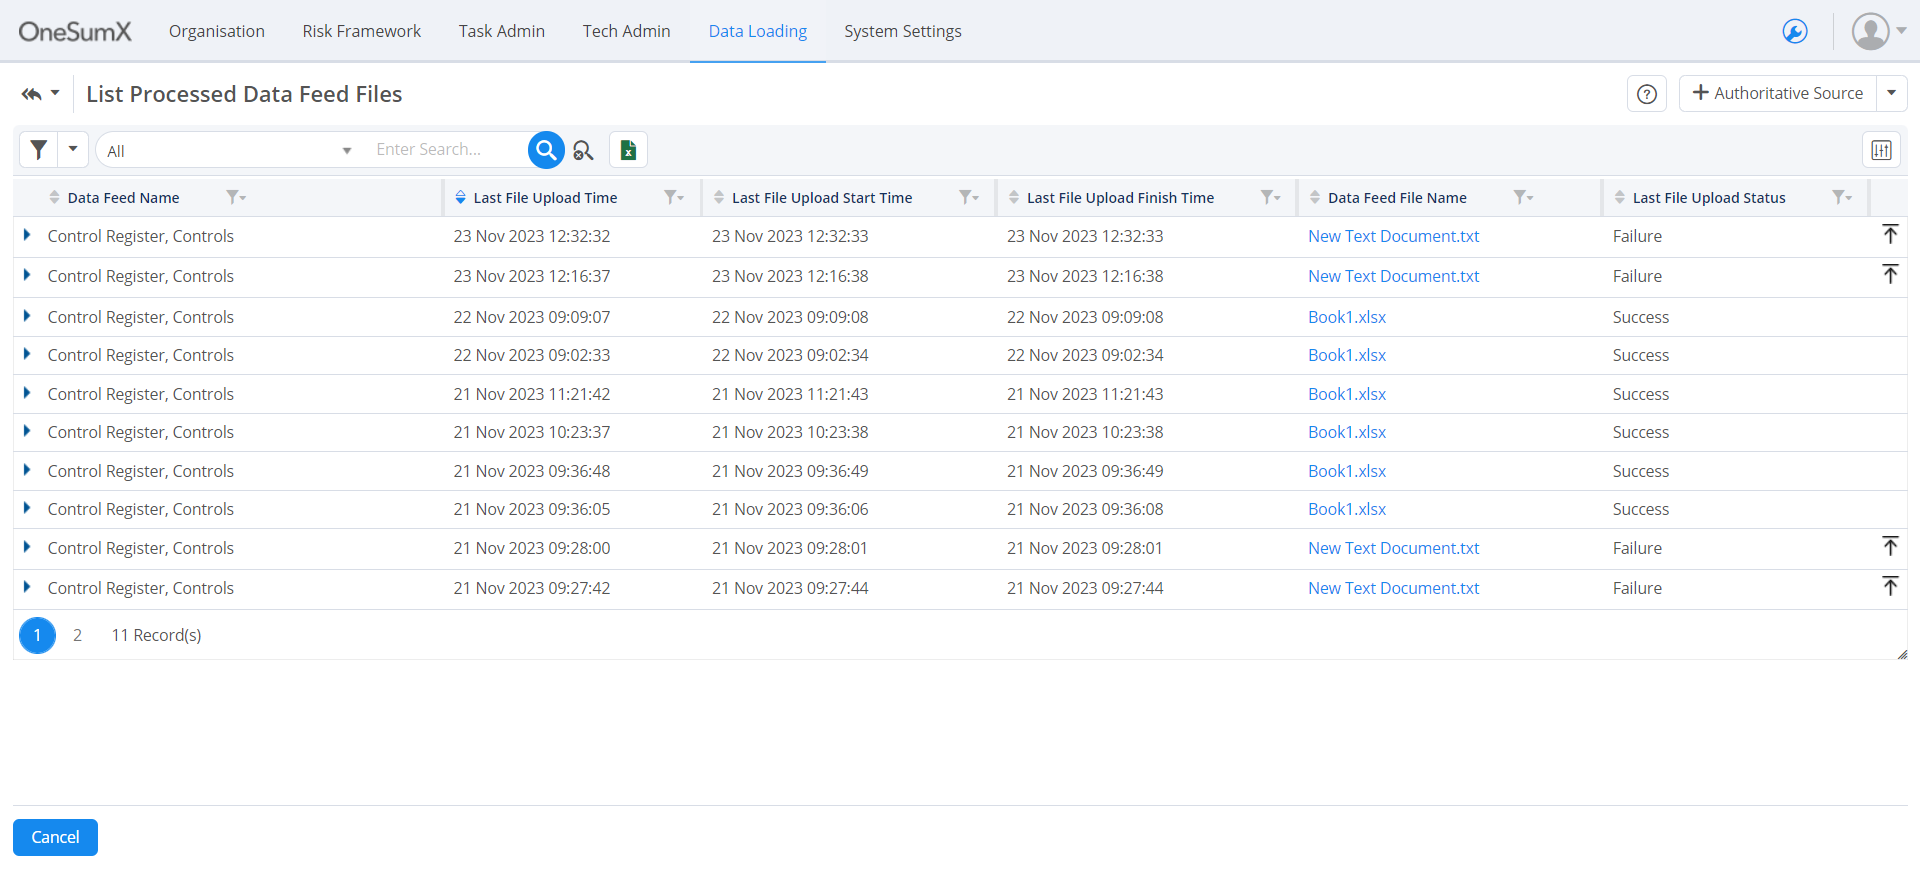 OneSumX Organisation Risk Framework Task Admin Tech Admin Data Loading System Settings
List Processed Data Feed Files Authoritative Source
All Enter Search...
Data Feed Name Last File Upload Time Last File Upload Start Time Last File Upload Finish Time Data Feed File Name Last File Upload Status
Control Register, Controls 23 Nov 2023 12:32:32 23 Nov 2023 12:32:33 23 Nov 2023 12:32:33 New Text Document.txt Failure
Control Register, Controls 23 Nov 2023 12:16:37 23 Nov 2023 12:16:38 23 Nov 2023 12:16:38 New Text Document.txt Failure
Control Register, Controls 22 Nov 2023 09:09:07 22 Nov 2023 09:09:08 22 Nov 2023 09:09:08 Book1.xlsx Success
Control Register, Controls 22 Nov 2023 09:02:33 22 Nov 2023 09:02:34 22 Nov 2023 09:02:34 Book1.xlsx Success
Control Register, Controls 21 Nov 2023 11:21:42 21 Nov 2023 11:21:43 21 Nov 2023 11:21:43 Book1.xlsx Success
Control Register, Controls 21 Nov 2023 10:23:37 21 Nov 2023 10:23:38 21 Nov 2023 10:23:38 Book1.xlsx Success
Control Register, Controls 21 Nov 2023 09:36:48 21 Nov 2023 09:36:49 21 Nov 2023 09:36:49 Book1.xlsx Success
Control Register, Controls 21 Nov 2023 09:36:05 21 Nov 2023 09:36:06 21 Nov 2023 09:36:08 Book1.xlsx Success
Control Register, Controls 21 Nov 2023 09:28:00 21 Nov 2023 09:28:01 21 Nov 2023 09:28:01 New Text Document.txt Failure
Control Register, Controls 21 Nov 2023 09:27:42 21 Nov 2023 09:27:44 21 Nov 2023 09:27:44 New Text Document.txt Failure
1 2 11 Record(s)
Cancel